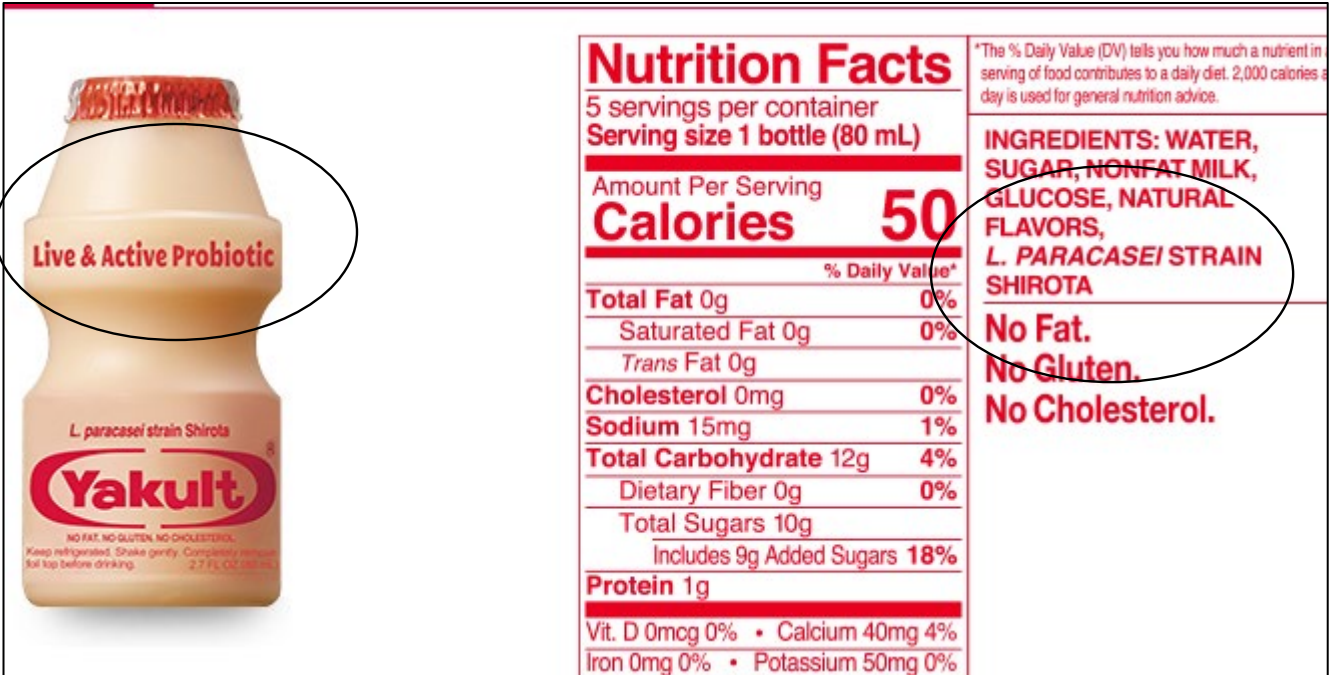 Live & Active Probiotic
L. paracasei strain Shirota
Yakult®
NO FAT. NO GLUTEN. NO CHOLESTEROL.
Keep refrigerated. Shake gently. Completely remove
foil top before drinking. 2.7 FL OZ
Nutrition Facts
5 servings per container
Serving size 1 bottle (80 mL)
Amount Per Serving
Calories 50
% Daily Value*
Total Fat 0g 0%
Saturated Fat 0g 0%
Trans Fat 0g
Cholesterol 0mg 0%
Sodium 15mg 1%
Total Carbohydrate 12g 4%
Dietary Fiber 0g 0%
Total Sugars 10g
Includes 9g Added Sugars 18%
Protein 1g
Vit. D 0mcg 0% • Calcium 40mg 4%
Iron 0mg 0% • Potassium 50mg 0%
*The % Daily Value (DV) tells you how much a nutrient in
serving of food contributes to a daily diet. 2,000 calories a
day is used for general nutrition advice.
INGREDIENTS: WATER,
SUGAR, NONFAT MILK,
GLUCOSE, NATURAL
FLAVORS,
L. PARACASEI STRAIN
SHIROTA
No Fat.
No Gluten.
No Cholesterol.